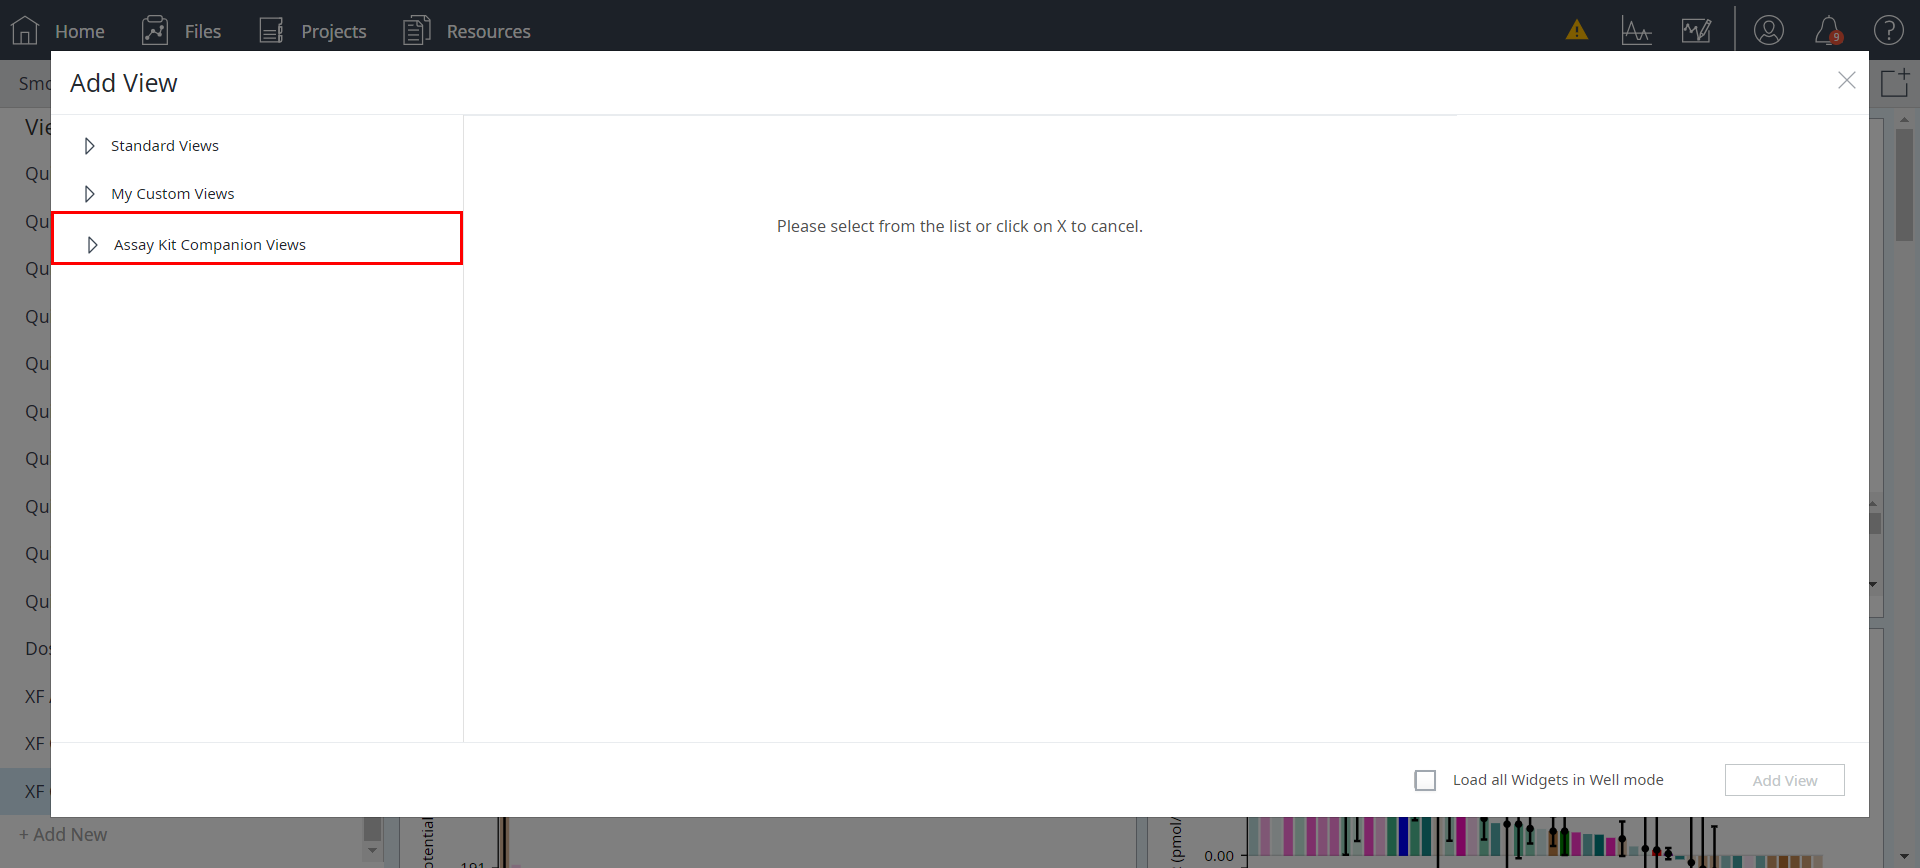 Home
Files
Projects
Resources
9
?
Smo
Add View
Vie
Standard Views
My Custom Views
Assay Kit Companion Views
Please select from the list or click on X to cancel.
Qu
Qu
Qu
Qu
Qu
Qu
Qu
Qu
Qu
Qu
Dos
XF
XF
XF
Load all Widgets in Well mode
Add View
+ Add New
otential
191
(pmol/
0.00